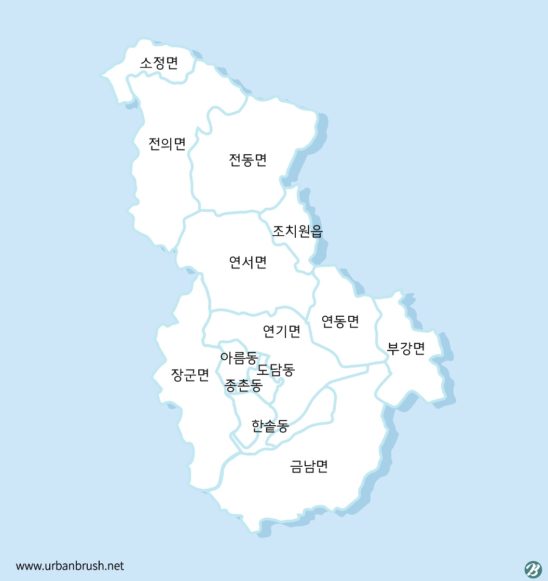 소정면
전의면
전동면
조치원읍
연서면
연동면
연기면
부강면
아름동
도담동
장군면
종촌동
한솔동
금남면
www.urbanbrush.net